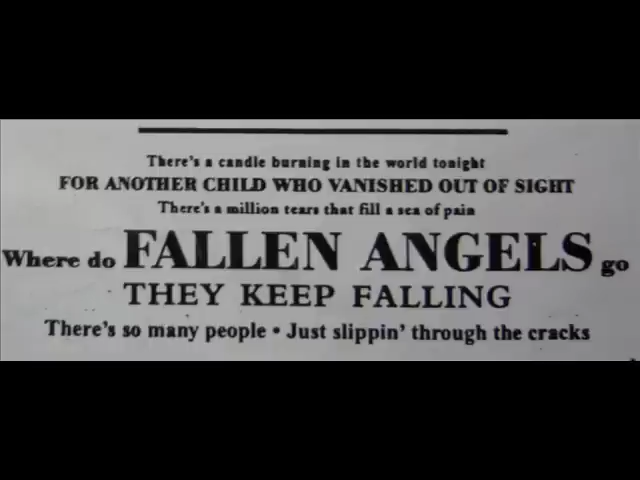 There's a candle burning in the world tonight
FOR ANOTHER CHILD WHO VANISHED OUT OF SIGHT
There's a million tears that fill a sea of pain
Where do FALLEN ANGELS go
THEY KEEP FALLING
There's so many people • Just slippin' through the cracks